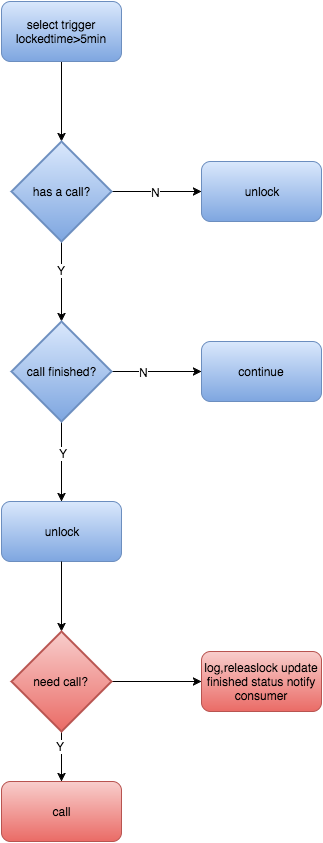 select trigger
lockedtime>5min
has a call?
N
unlock
Y
call finished?
N
continue
Y
unlock
need call?
log,releaslock update
finished status notify
consumer
Y
call